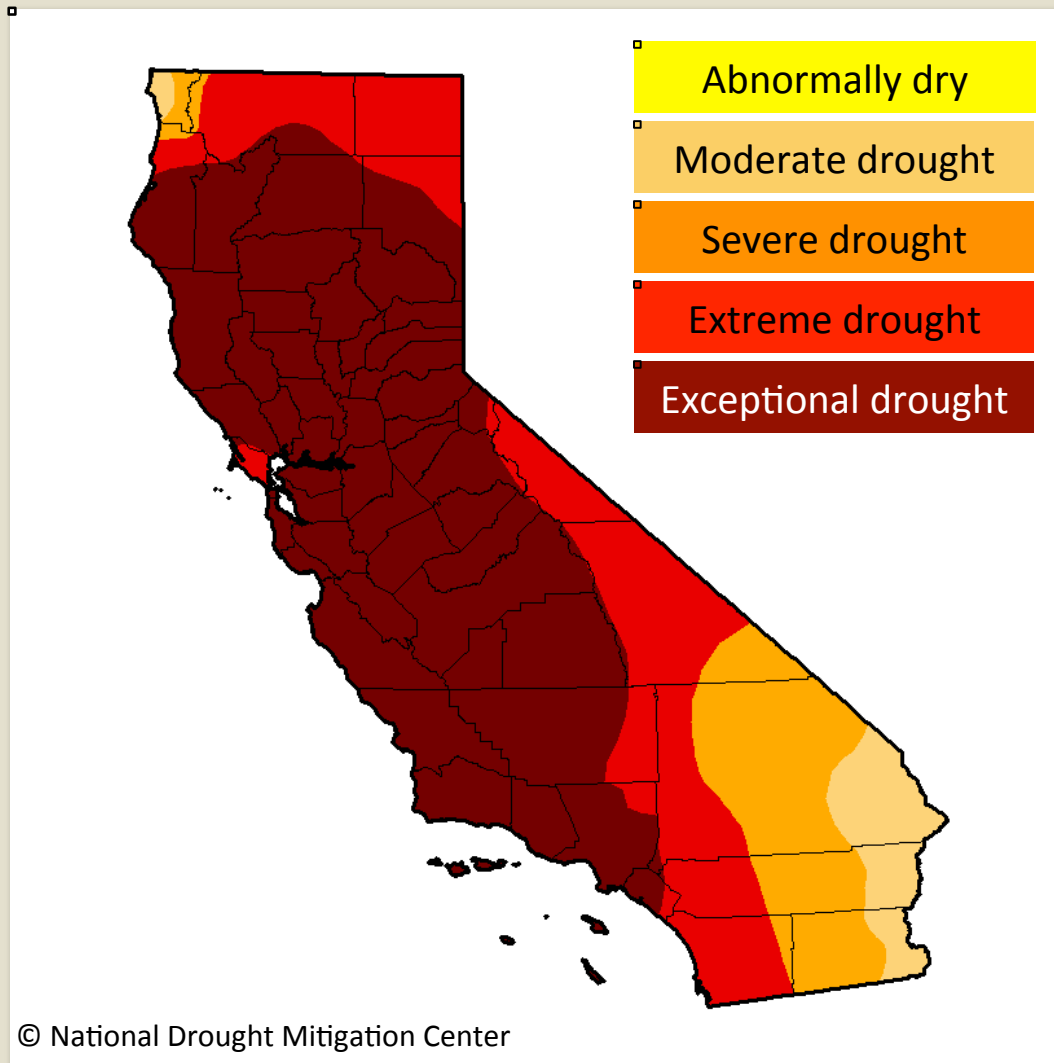 Abnormally dry
Moderate drought
Severe drought
Extreme drought
Exceptional drought
© National Drought Mitigation Center